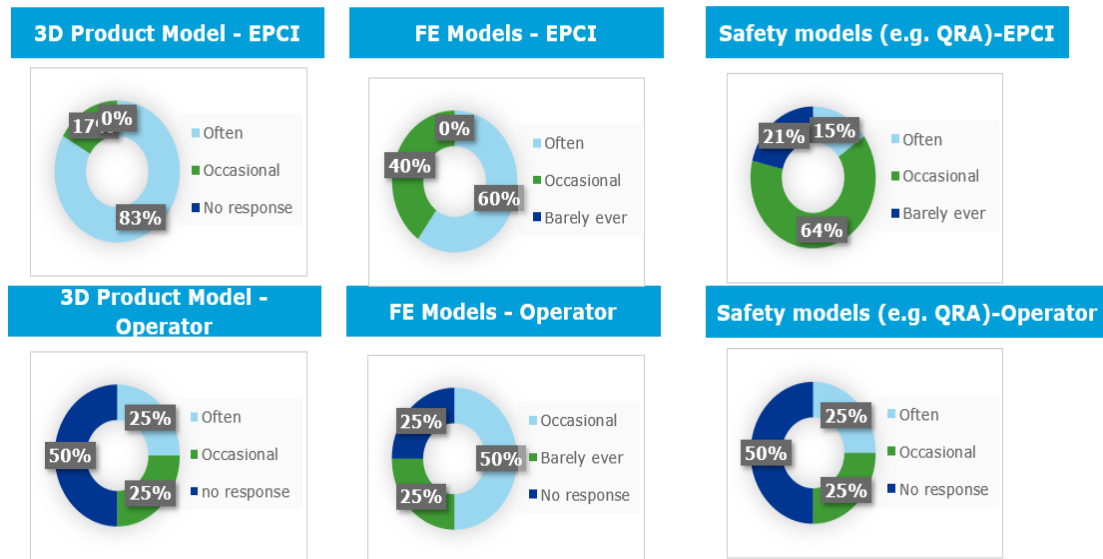 3D Product Model - EPCI
17%
0%
83%
Often
Occasional
No response
FE Models - EPCI
0%
40%
60%
Often
Occasional
Barely ever
Safety models (e.g. QRA)-EPCI
21%
15%
64%
Often
Occasional
Barely ever
3D Product Model -
Operator
25%
50%
25%
Often
Occasional
no response
FE Models - Operator
25%
50%
25%
Occasional
Barely ever
No response
Safety models (e.g. QRA)-Operator
25%
50%
25%
Often
Occasional
No response